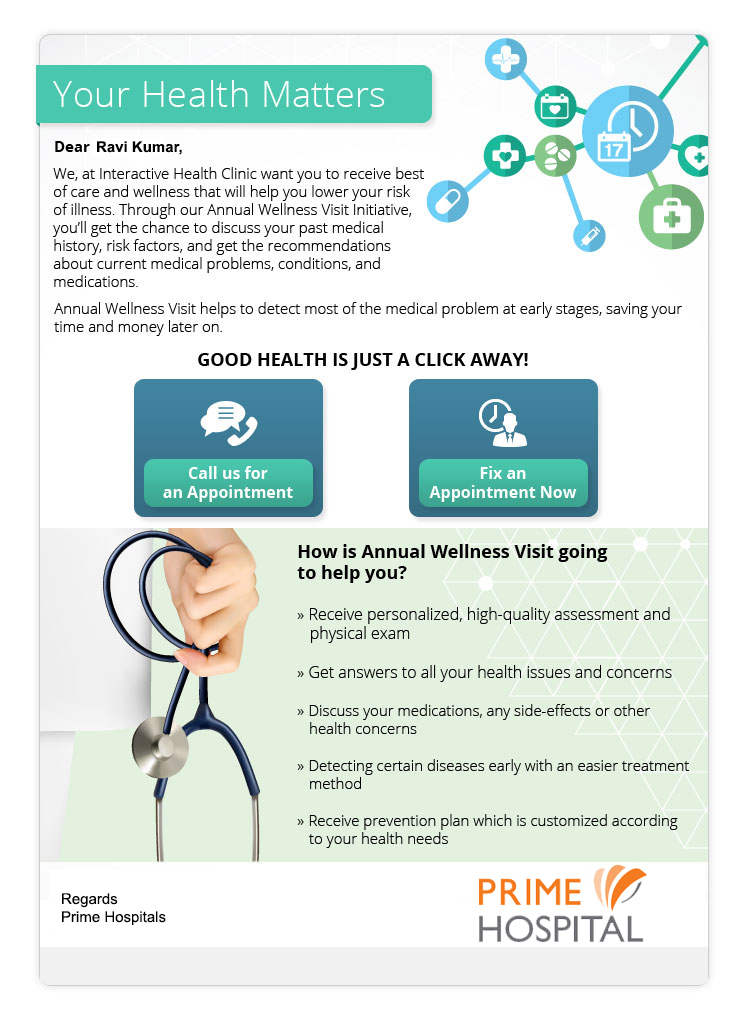 Your Health Matters
17
Dear Ravi Kumar,
We, at Interactive Health Clinic want you to receive best
of care and wellness that will help you lower your risk
of illness. Through our Annual Wellness Visit Initiative,
you’ll get the chance to discuss your past medical
history, risk factors, and get the recommendations
about current medical problems, conditions, and
medications.
Annual Wellness Visit helps to detect most of the medical problem at early stages, saving your
time and money later on.
GOOD HEALTH IS JUST A CLICK AWAY!
Call us for
an Appointment
Fix an
Appointment Now
How is Annual Wellness Visit going
to help you?
» Receive personalized, high-quality assessment and
physical exam
» Get answers to all your health issues and concerns
» Discuss your medications, any side-effects or other
health concerns
» Detecting certain diseases early with an easier treatment
method
» Receive prevention plan which is customized according
to your health needs
Regards
Prime Hospitals
PRIME
HOSPITAL